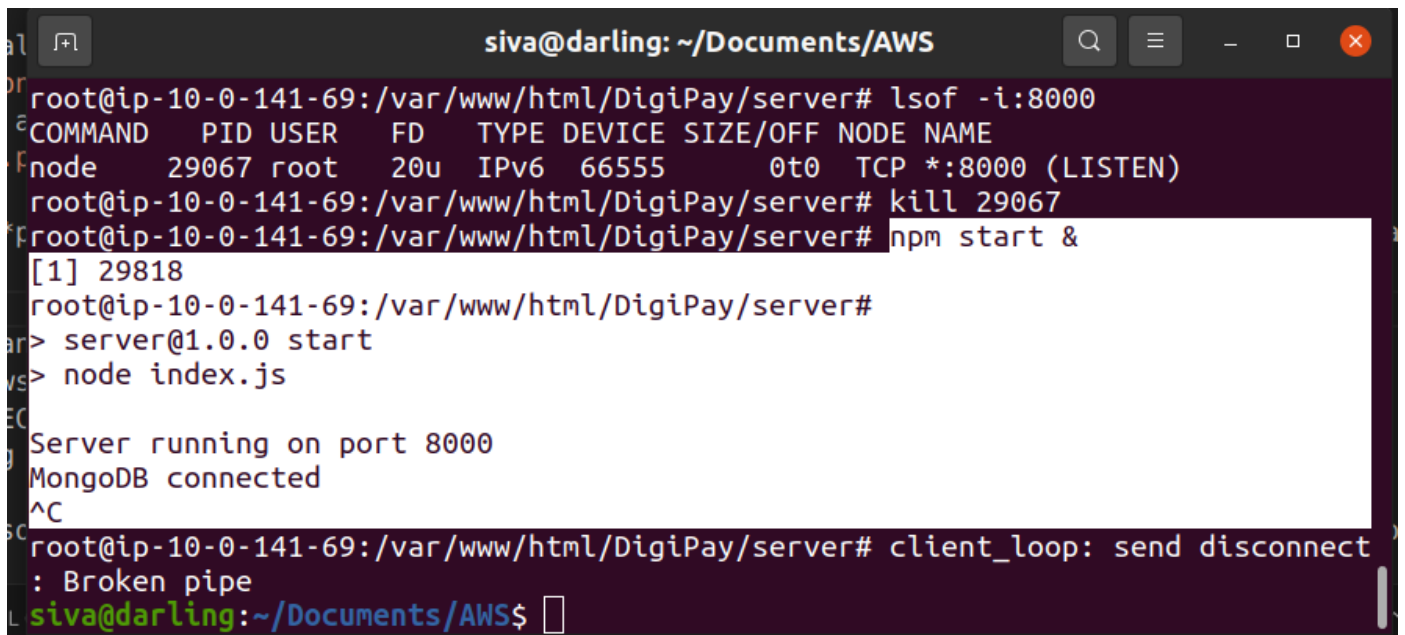 siva@darling: ~/Documents/AWS
root@ip-10-0-141-69:/var/www/html/DigiPay/server# lsof -i:8000
COMMAND   PID USER   FD   TYPE DEVICE SIZE/OFF NODE NAME
node    29067 root   20u  IPv6  66555      0t0  TCP *:8000 (LISTEN)
root@ip-10-0-141-69:/var/www/html/DigiPay/server# kill 29067
root@ip-10-0-141-69:/var/www/html/DigiPay/server# npm start &
[1] 29818
root@ip-10-0-141-69:/var/www/html/DigiPay/server#
> server@1.0.0 start
> node index.js
Server running on port 8000
MongoDB connected
^C
root@ip-10-0-141-69:/var/www/html/DigiPay/server# client_loop: send disconnect
: Broken pipe
siva@darling:~/Documents/AWS$